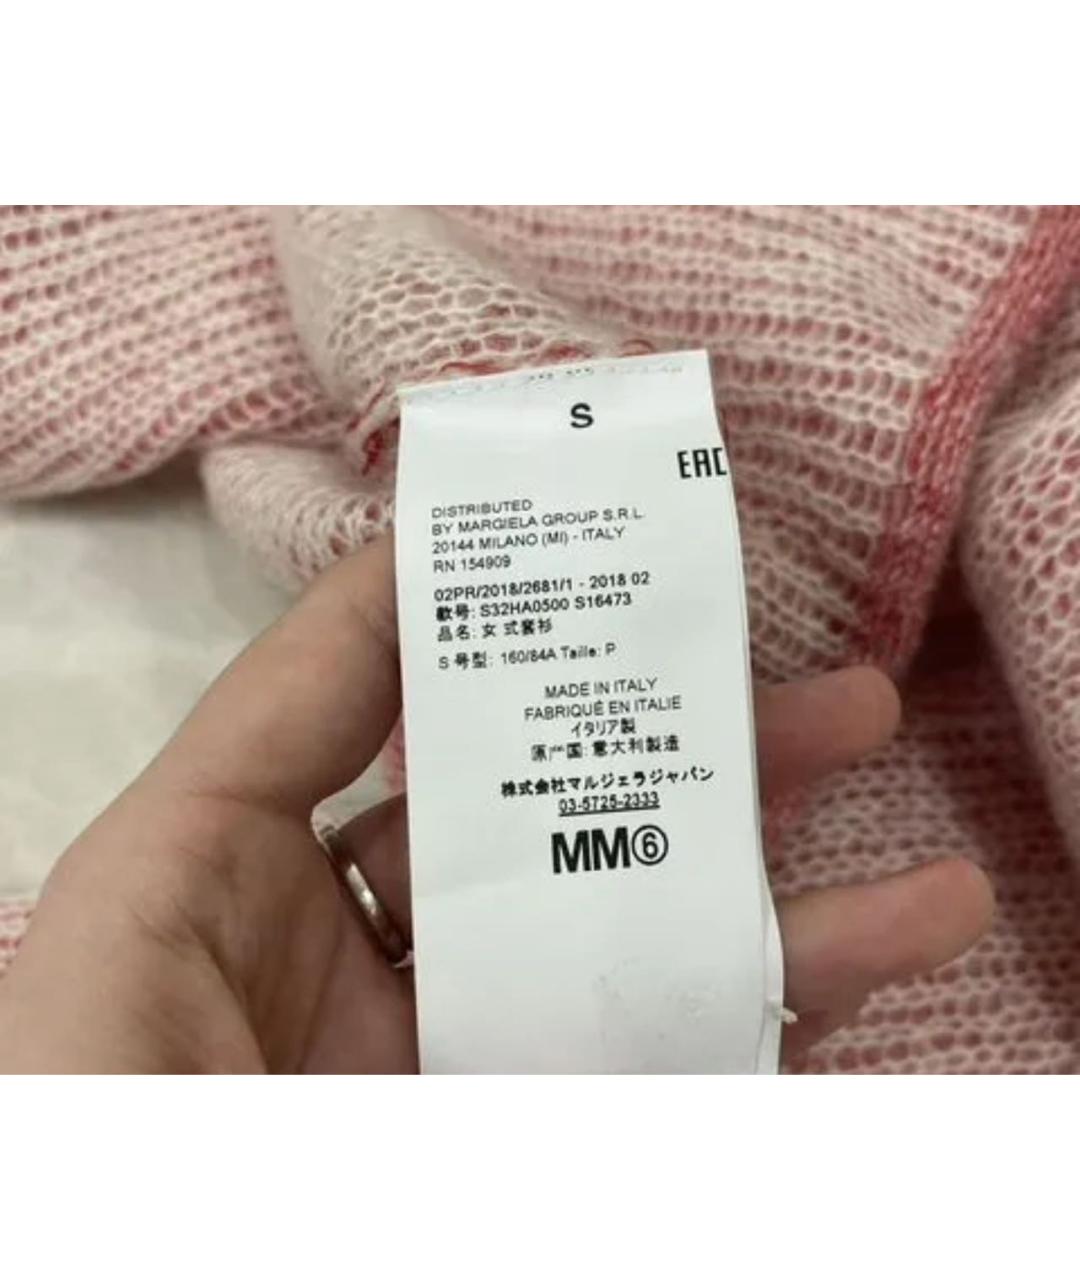 S
EAC
DISTRIBUTED
BY MARGIELA GROUP S.R.L.
20144 MILANO (MI) - ITALY
RN 154909
02PR/2018/2681/1 - 2018 02
款号: S32HA0500 S16473
品名: 女 式套衫
S 号型: 160/84A Taille: P
MADE IN ITALY
FABRIQUÉ EN ITALIE
イタリア製
原产国: 意大利製造
株式会社マルジェラジャパン
03-5725-2333
MM⑥